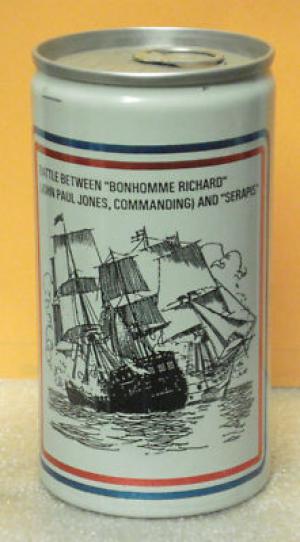 BATTLE BETWEEN "BONHOMME RICHARD"
(JOHN PAUL JONES, COMMANDING) AND "SERAPIS"